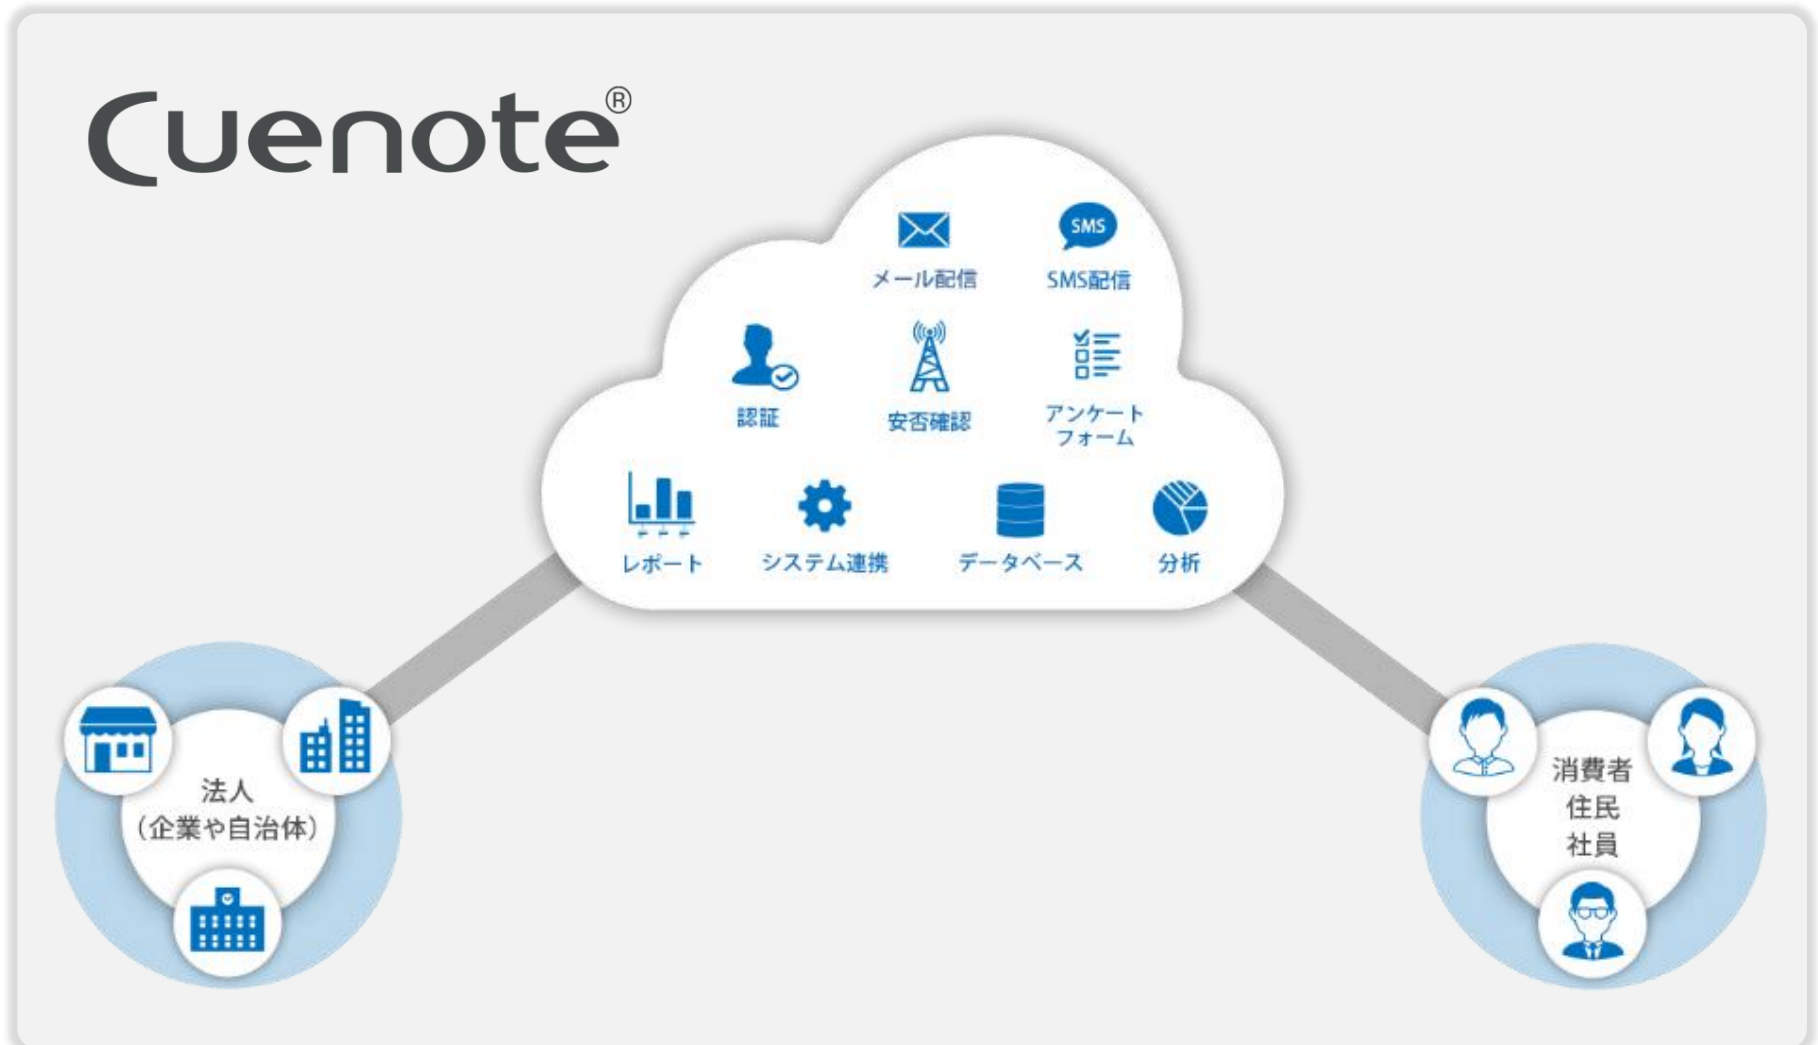 Cuenote®
メール配信
SMS
SMS配信
認証
安否確認
アンケート
フォーム
レポート
システム連携
データベース
分析
法人
（企業や自治体）
消費者
住民
社員